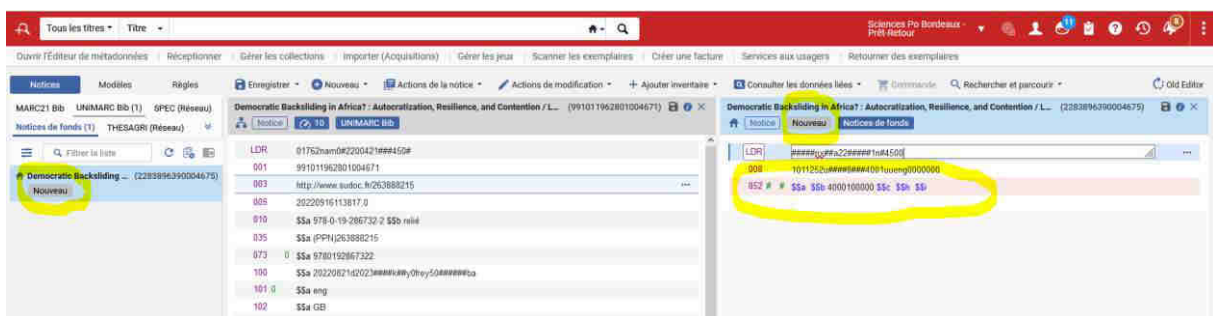 Tous les titres Titre
Sciences Po Bordeaux -
Prêt-Retour
Ouvrir l'Éditeur de métadonnées Réceptionner Gérer les collections Importer (Acquisitions) Gérer les jeux Scanner les exemplaires Créer une facture Services aux usagers Retourner des exemplaires
Notices Modèles Règles Enregistrer Nouveau Actions de la notice Actions de modification + Ajouter inventaire Consulter les données liées Commande Rechercher et parcourir Old Editor
MARC21 Bib UNIMARC Bib (1) SPEC (Réseau)
Notices de fonds (1) THESAGRI (Réseau)
Filtrer la liste
Democratic Backsliding ... (2283896390004675)
Nouveau
Democratic Backsliding in Africa? : Autocratization, Resilience, and Contention / L... (991011962801004671)
Notice 10 UNIMARC Bib
LDR 01762nam0#2200421###450#
001 991011962801004671
003 http://www.sudoc.fr/263888215 ...
005 20220916113817.0
010 $$a 978-0-19-286732-2 $$b relié
035 $$a (PPN)263888215
073 0 $$a 9780192867322
100 $$a 20220821d2023####k##y0frey50######ba
101 0 $$a eng
102 $$a GB
Democratic Backsliding in Africa? : Autocratization, Resilience, and Contention / L... (2283896390004675)
Notice Nouveau Notices de fonds
LDR #####nx##a22#####1n#4500 ...
008 1011252u####8###4001uueng0000000
852 # # $$a $$b 4000100000 $$c $$h $$i